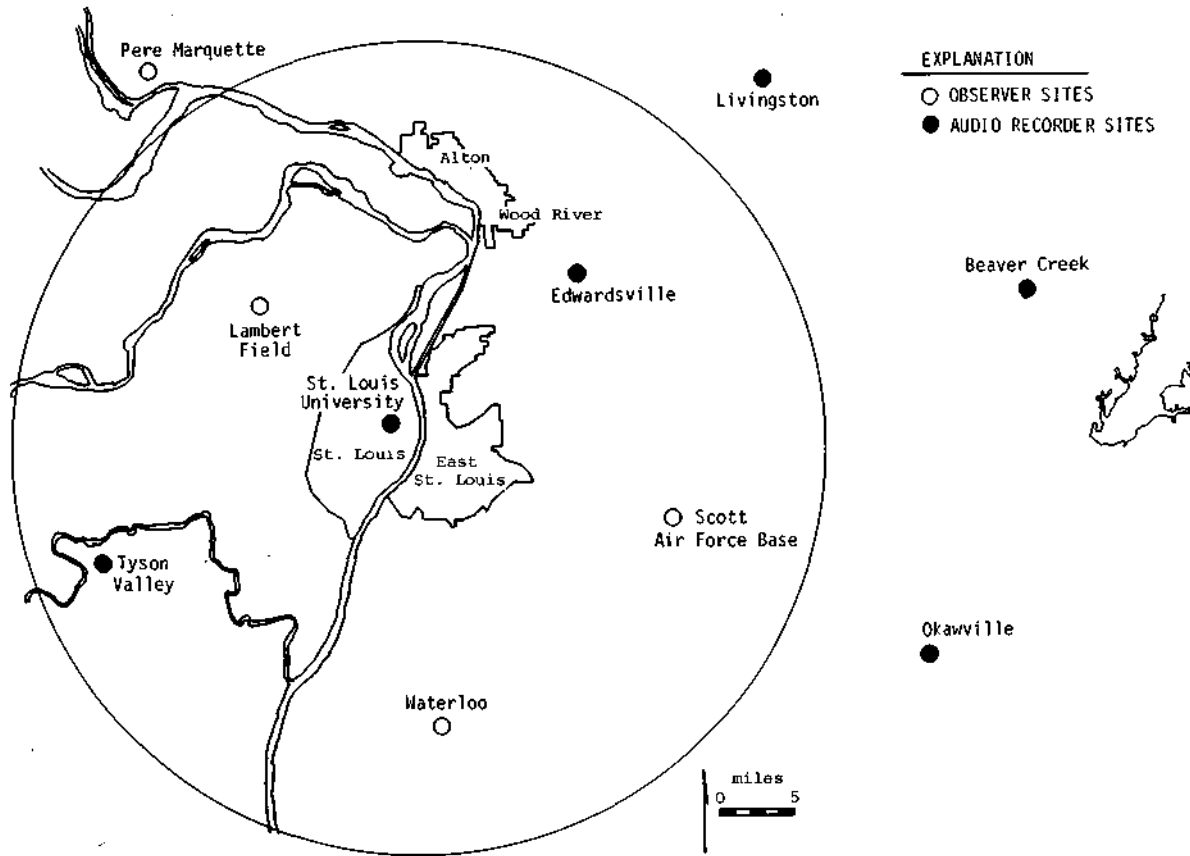 Pere Marquette
EXPLANATION
OBSERVER SITES
AUDIO RECORDER SITES
Livingston
Alton
Wood River
Beaver Creek
Edwardsville
Lambert
Field
St. Louis
University
St. Louis
East
St. Louis
Scott
Air Force Base
Tyson
Valley
Okawville
Waterloo
miles
0 5